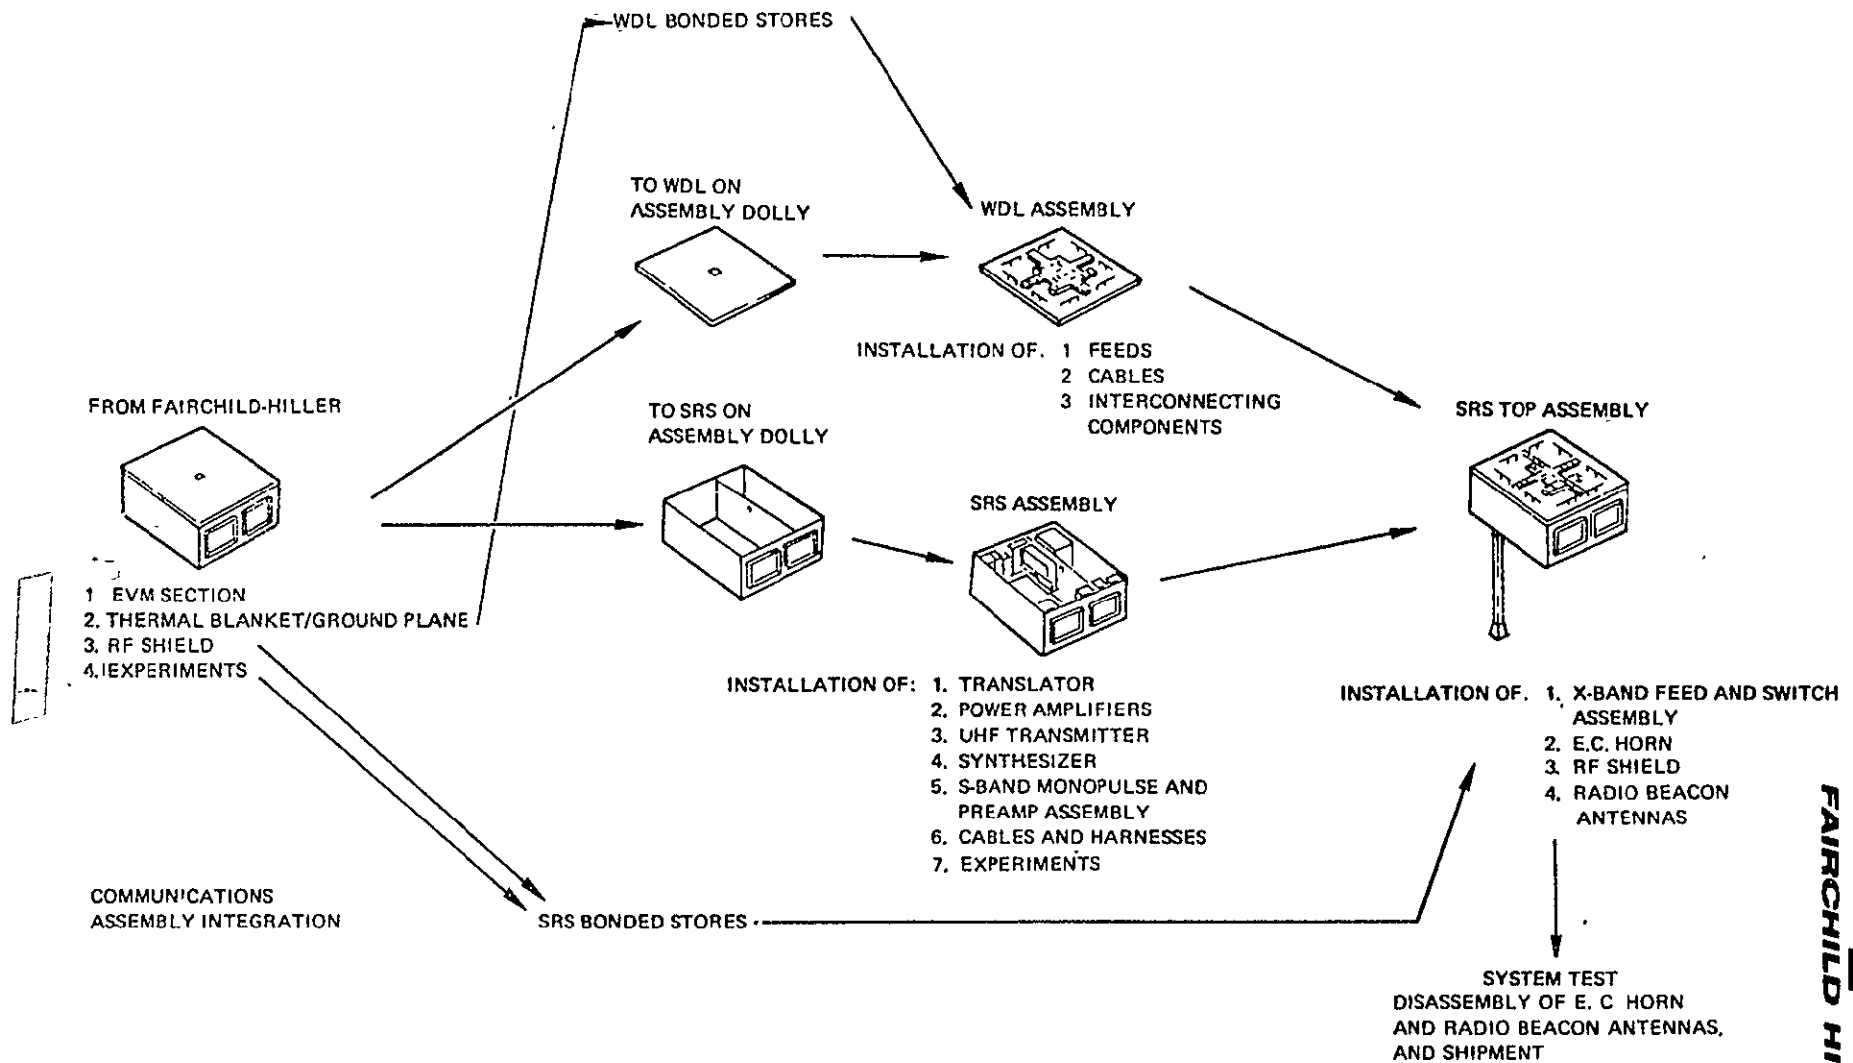 WDL BONDED STORES
TO WDL ON
ASSEMBLY DOLLY
WDL ASSEMBLY
INSTALLATION OF. 1 FEEDS
2 CABLES
3 INTERCONNECTING
COMPONENTS
FROM FAIRCHILD-HILLER
1 EVM SECTION
2. THERMAL BLANKET/GROUND PLANE
3. RF SHIELD
4. EXPERIMENTS
TO SRS ON
ASSEMBLY DOLLY
SRS ASSEMBLY
INSTALLATION OF: 1. TRANSLATOR
2. POWER AMPLIFIERS
3. UHF TRANSMITTER
4. SYNTHESIZER
5. S-BAND MONOPULSE AND
PREAMP ASSEMBLY
6. CABLES AND HARNESSES
7. EXPERIMENTS
SRS TOP ASSEMBLY
INSTALLATION OF. 1. X-BAND FEED AND SWITCH
ASSEMBLY
2. E.C. HORN
3. RF SHIELD
4. RADIO BEACON
ANTENNAS
COMMUNICATIONS
ASSEMBLY INTEGRATION
SRS BONDED STORES
SYSTEM TEST
DISASSEMBLY OF E. C HORN
AND RADIO BEACON ANTENNAS,
AND SHIPMENT
FAIRCHILD